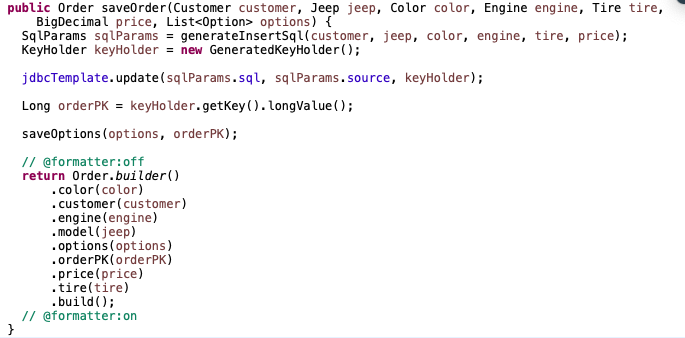 public Order saveOrder(Customer customer, Jeep jeep, Color color, Engine engine, Tire tire,
    BigDecimal price, List<Option> options) {
  SqlParams sqlParams = generateInsertSql(customer, jeep, color, engine, tire, price);
  KeyHolder keyHolder = new GeneratedKeyHolder();

  jdbcTemplate.update(sqlParams.sql, sqlParams.source, keyHolder);

  Long orderPK = keyHolder.getKey().longValue();

  saveOptions(options, orderPK);

  // @formatter:off
  return Order.builder()
      .color(color)
      .customer(customer)
      .engine(engine)
      .model(jeep)
      .options(options)
      .orderPK(orderPK)
      .price(price)
      .tire(tire)
      .build();
  // @formatter:on
}